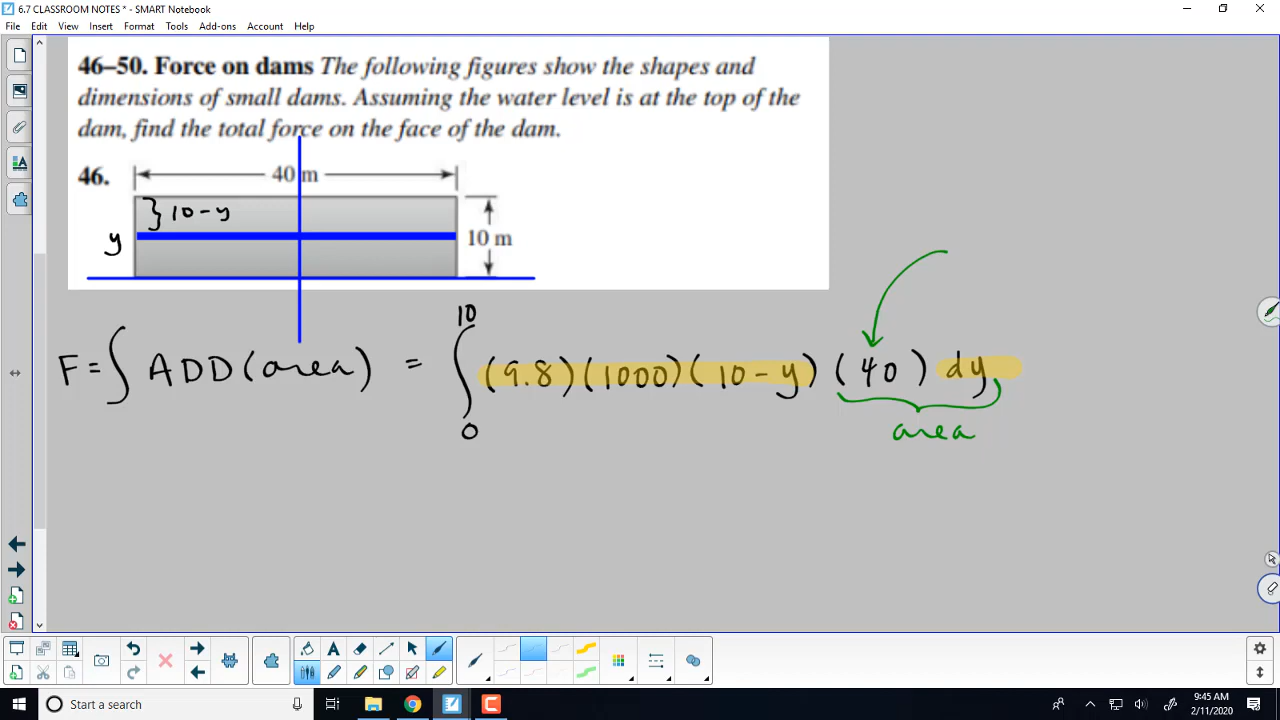 6.7 CLASSROOM NOTES * - SMART Notebook
File Edit View Insert Format Tools Add-ons Account Help
46–50. Force on dams The following figures show the shapes and
dimensions of small dams. Assuming the water level is at the top of the
dam, find the total force on the face of the dam.
46.
40 m
} 10 - y
y
10 m
F = ∫ ADD (area) = ∫ (9.8)(1000)(10 - y)(40) dy
10
0
area
Start a search
9:45 AM
2/11/2020